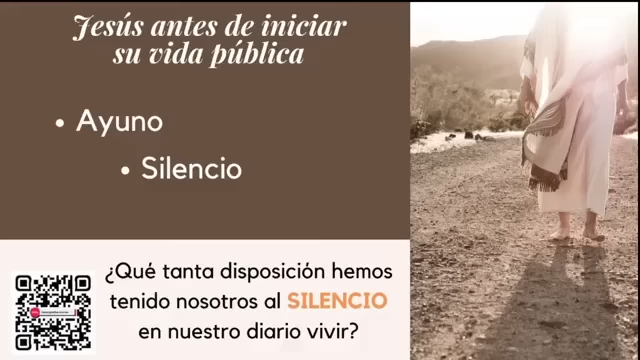 Jesús antes de iniciar
su vida pública
• Ayuno
• Silencio
¿Qué tanta disposición hemos
tenido nosotros al SILENCIO
en nuestro diario vivir?